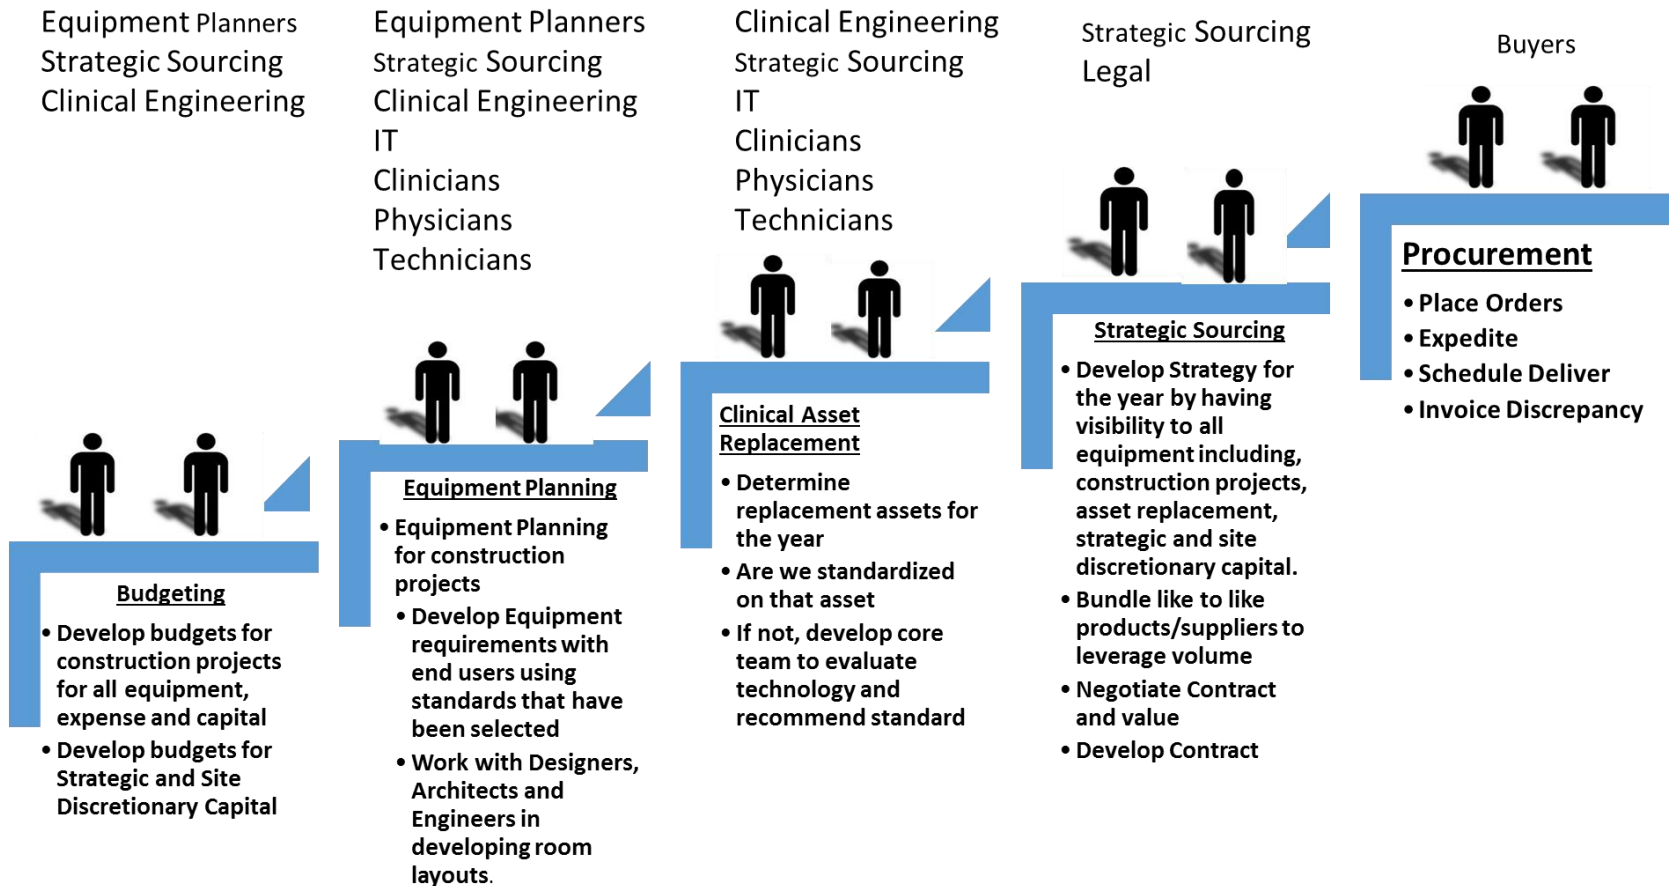 Equipment Planners
Strategic Sourcing
Clinical Engineering
Budgeting
• Develop budgets for
construction projects
for all equipment,
expense and capital
• Develop budgets for
Strategic and Site
Discretionary Capital
Equipment Planners
Strategic Sourcing
Clinical Engineering
IT
Clinicians
Physicians
Technicians
Equipment Planning
• Equipment Planning
for construction
projects
• Develop Equipment
requirements with
end users using
standards that have
been selected
• Work with Designers,
Architects and
Engineers in
developing room
layouts.
Clinical Engineering
Strategic Sourcing
IT
Clinicians
Physicians
Technicians
Clinical Asset
Replacement
• Determine
replacement assets for
the year
• Are we standardized
on that asset
• If not, develop core
team to evaluate
technology and
recommend standard
Strategic Sourcing
Legal
Strategic Sourcing
• Develop Strategy for
the year by having
visibility to all
equipment including,
construction projects,
asset replacement,
strategic and site
discretionary capital.
• Bundle like to like
products/suppliers to
leverage volume
• Negotiate Contract
and value
• Develop Contract
Buyers
Procurement
• Place Orders
• Expedite
• Schedule Deliver
• Invoice Discrepancy